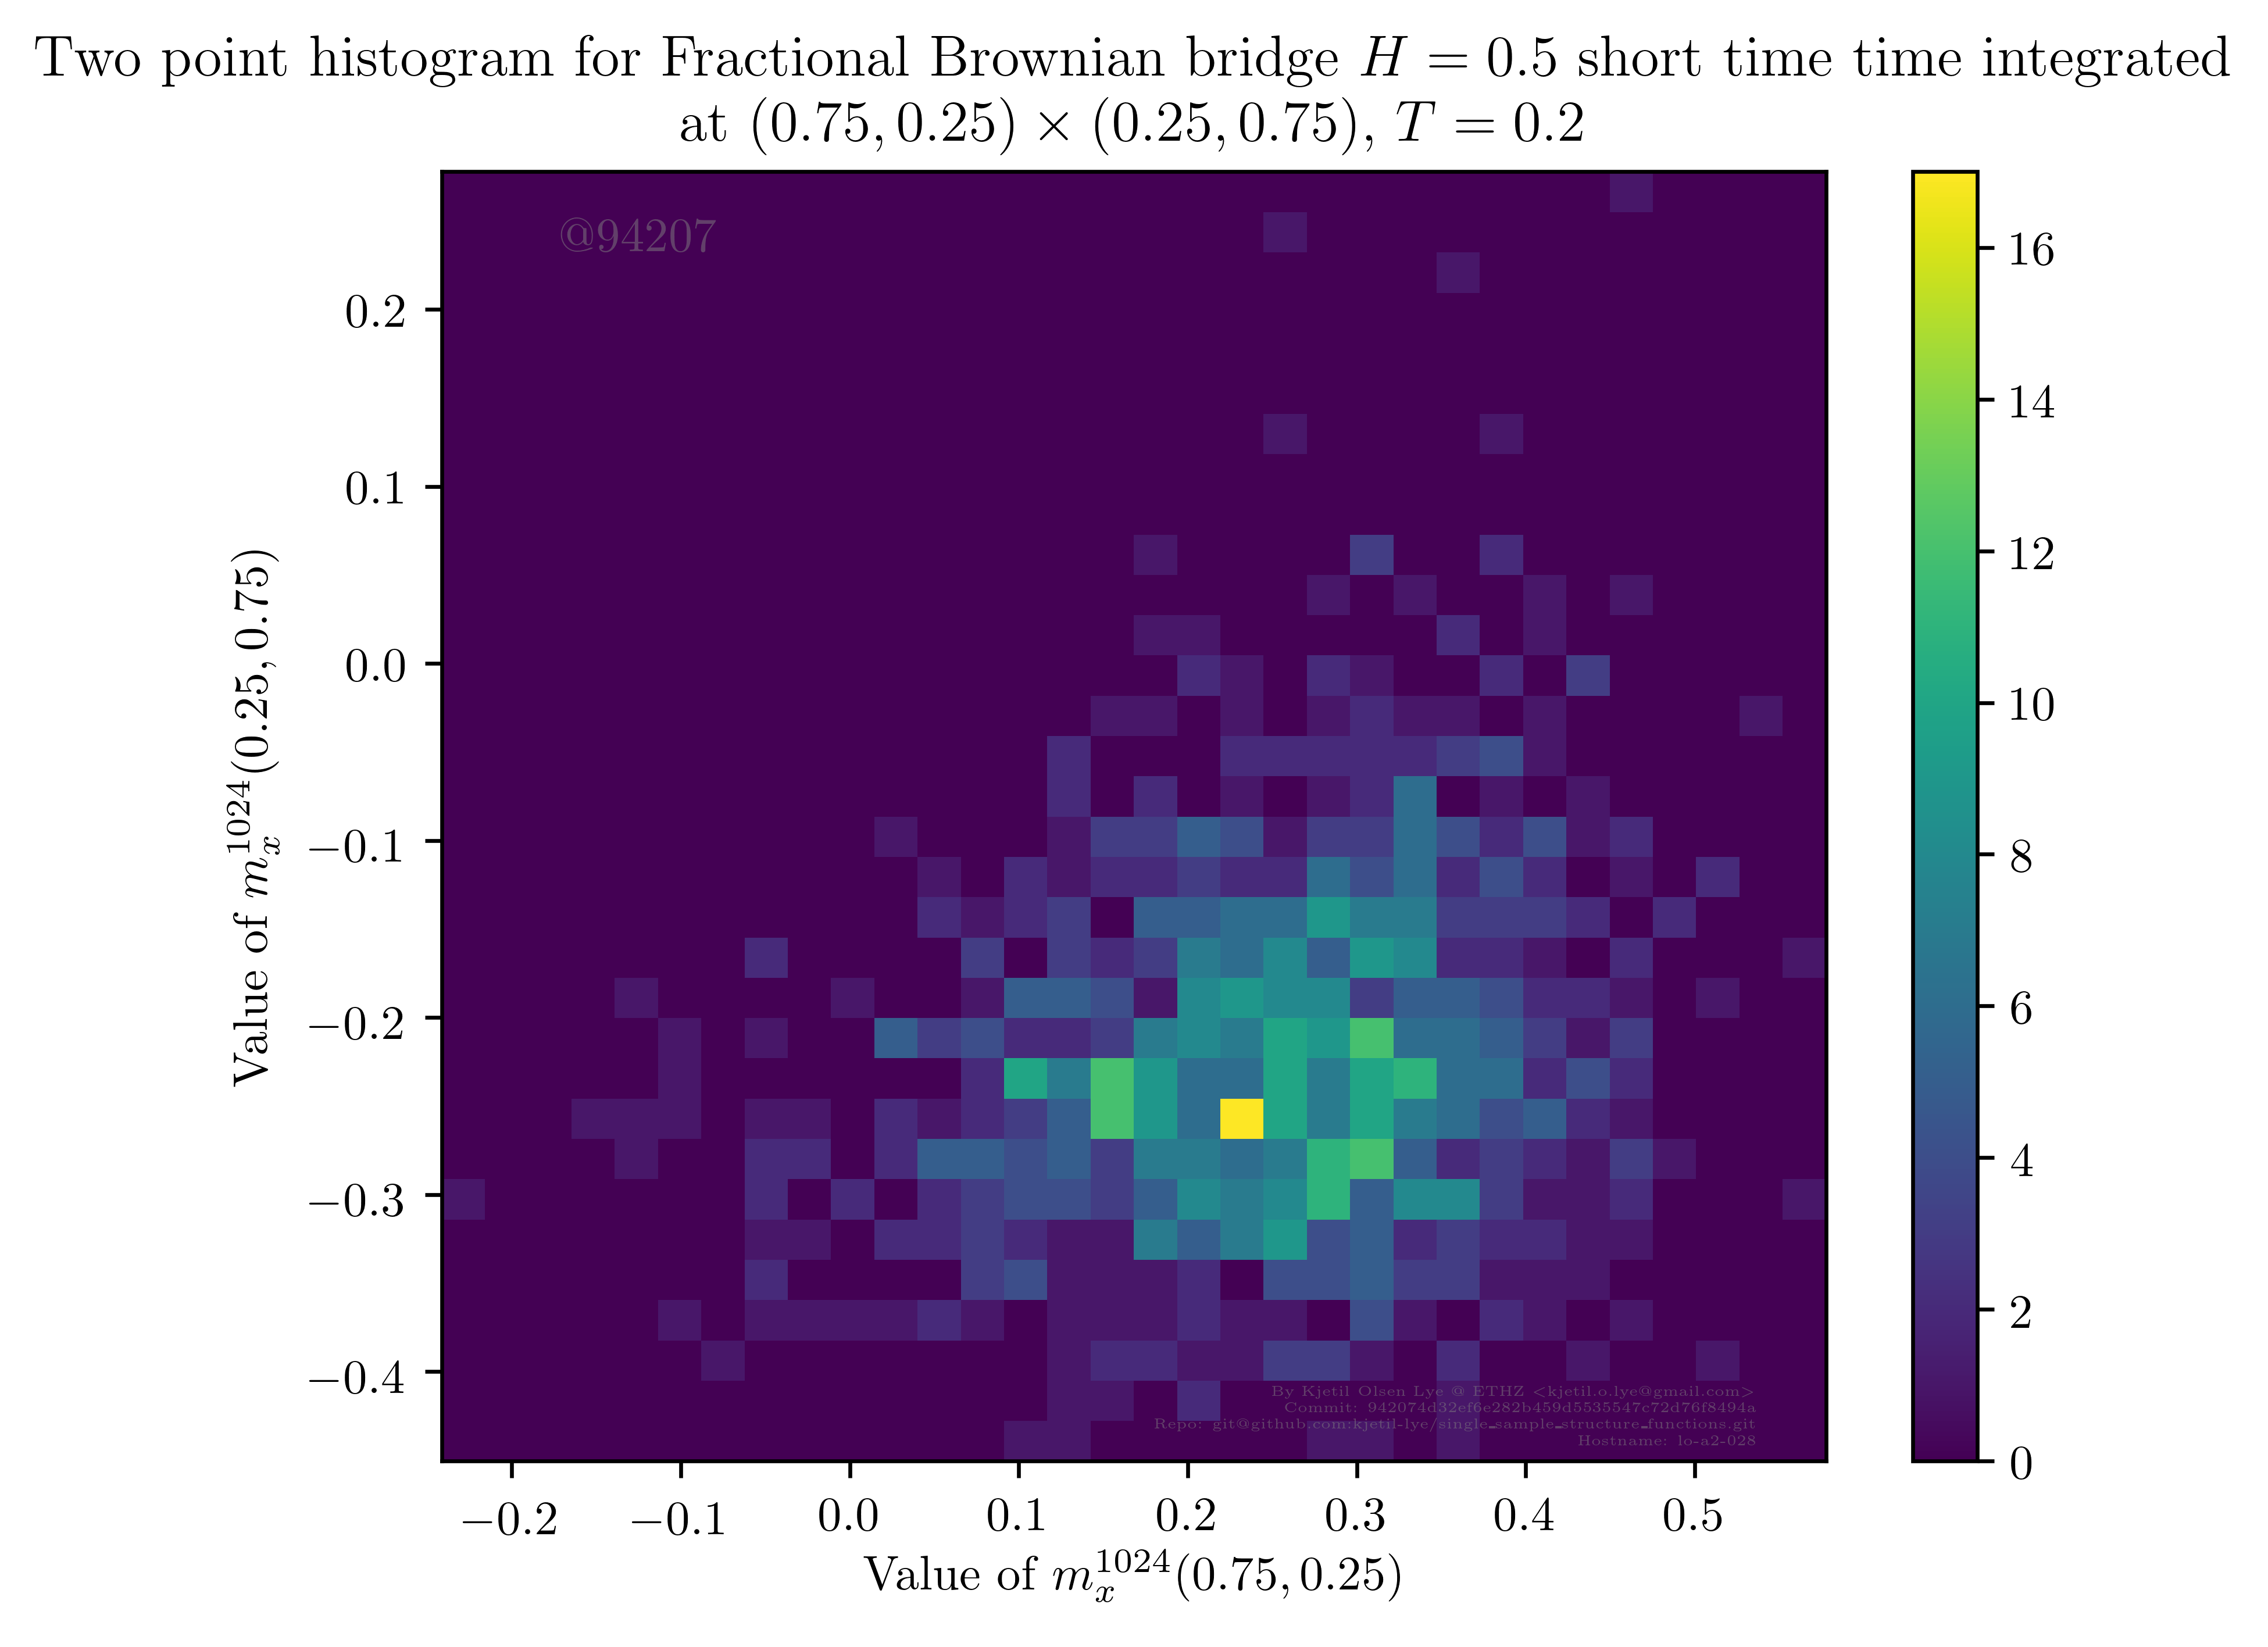 Two point histogram for Fractional Brownian bridge H = 0.5 short time time integrated
at (0.75, 0.25) × (0.25, 0.75), T = 0.2
@94207
0.2
0.1
0.0
−0.1
−0.2
−0.3
−0.4
Value of m_x^{1024}(0.25, 0.75)
−0.2 −0.1 0.0 0.1 0.2 0.3 0.4 0.5
Value of m_x^{1024}(0.75, 0.25)
By Kjetil Olsen Lye @ ETHZ <kjetil.o.lye@gmail.com>
Commit: 942074d32ef6e282b459d5535547c72d76f8494a
Repo: git@github.com:kjetil-lye/single_sample_structure_functions.git
Hostname: lo-a2-028
16
14
12
10
8
6
4
2
0